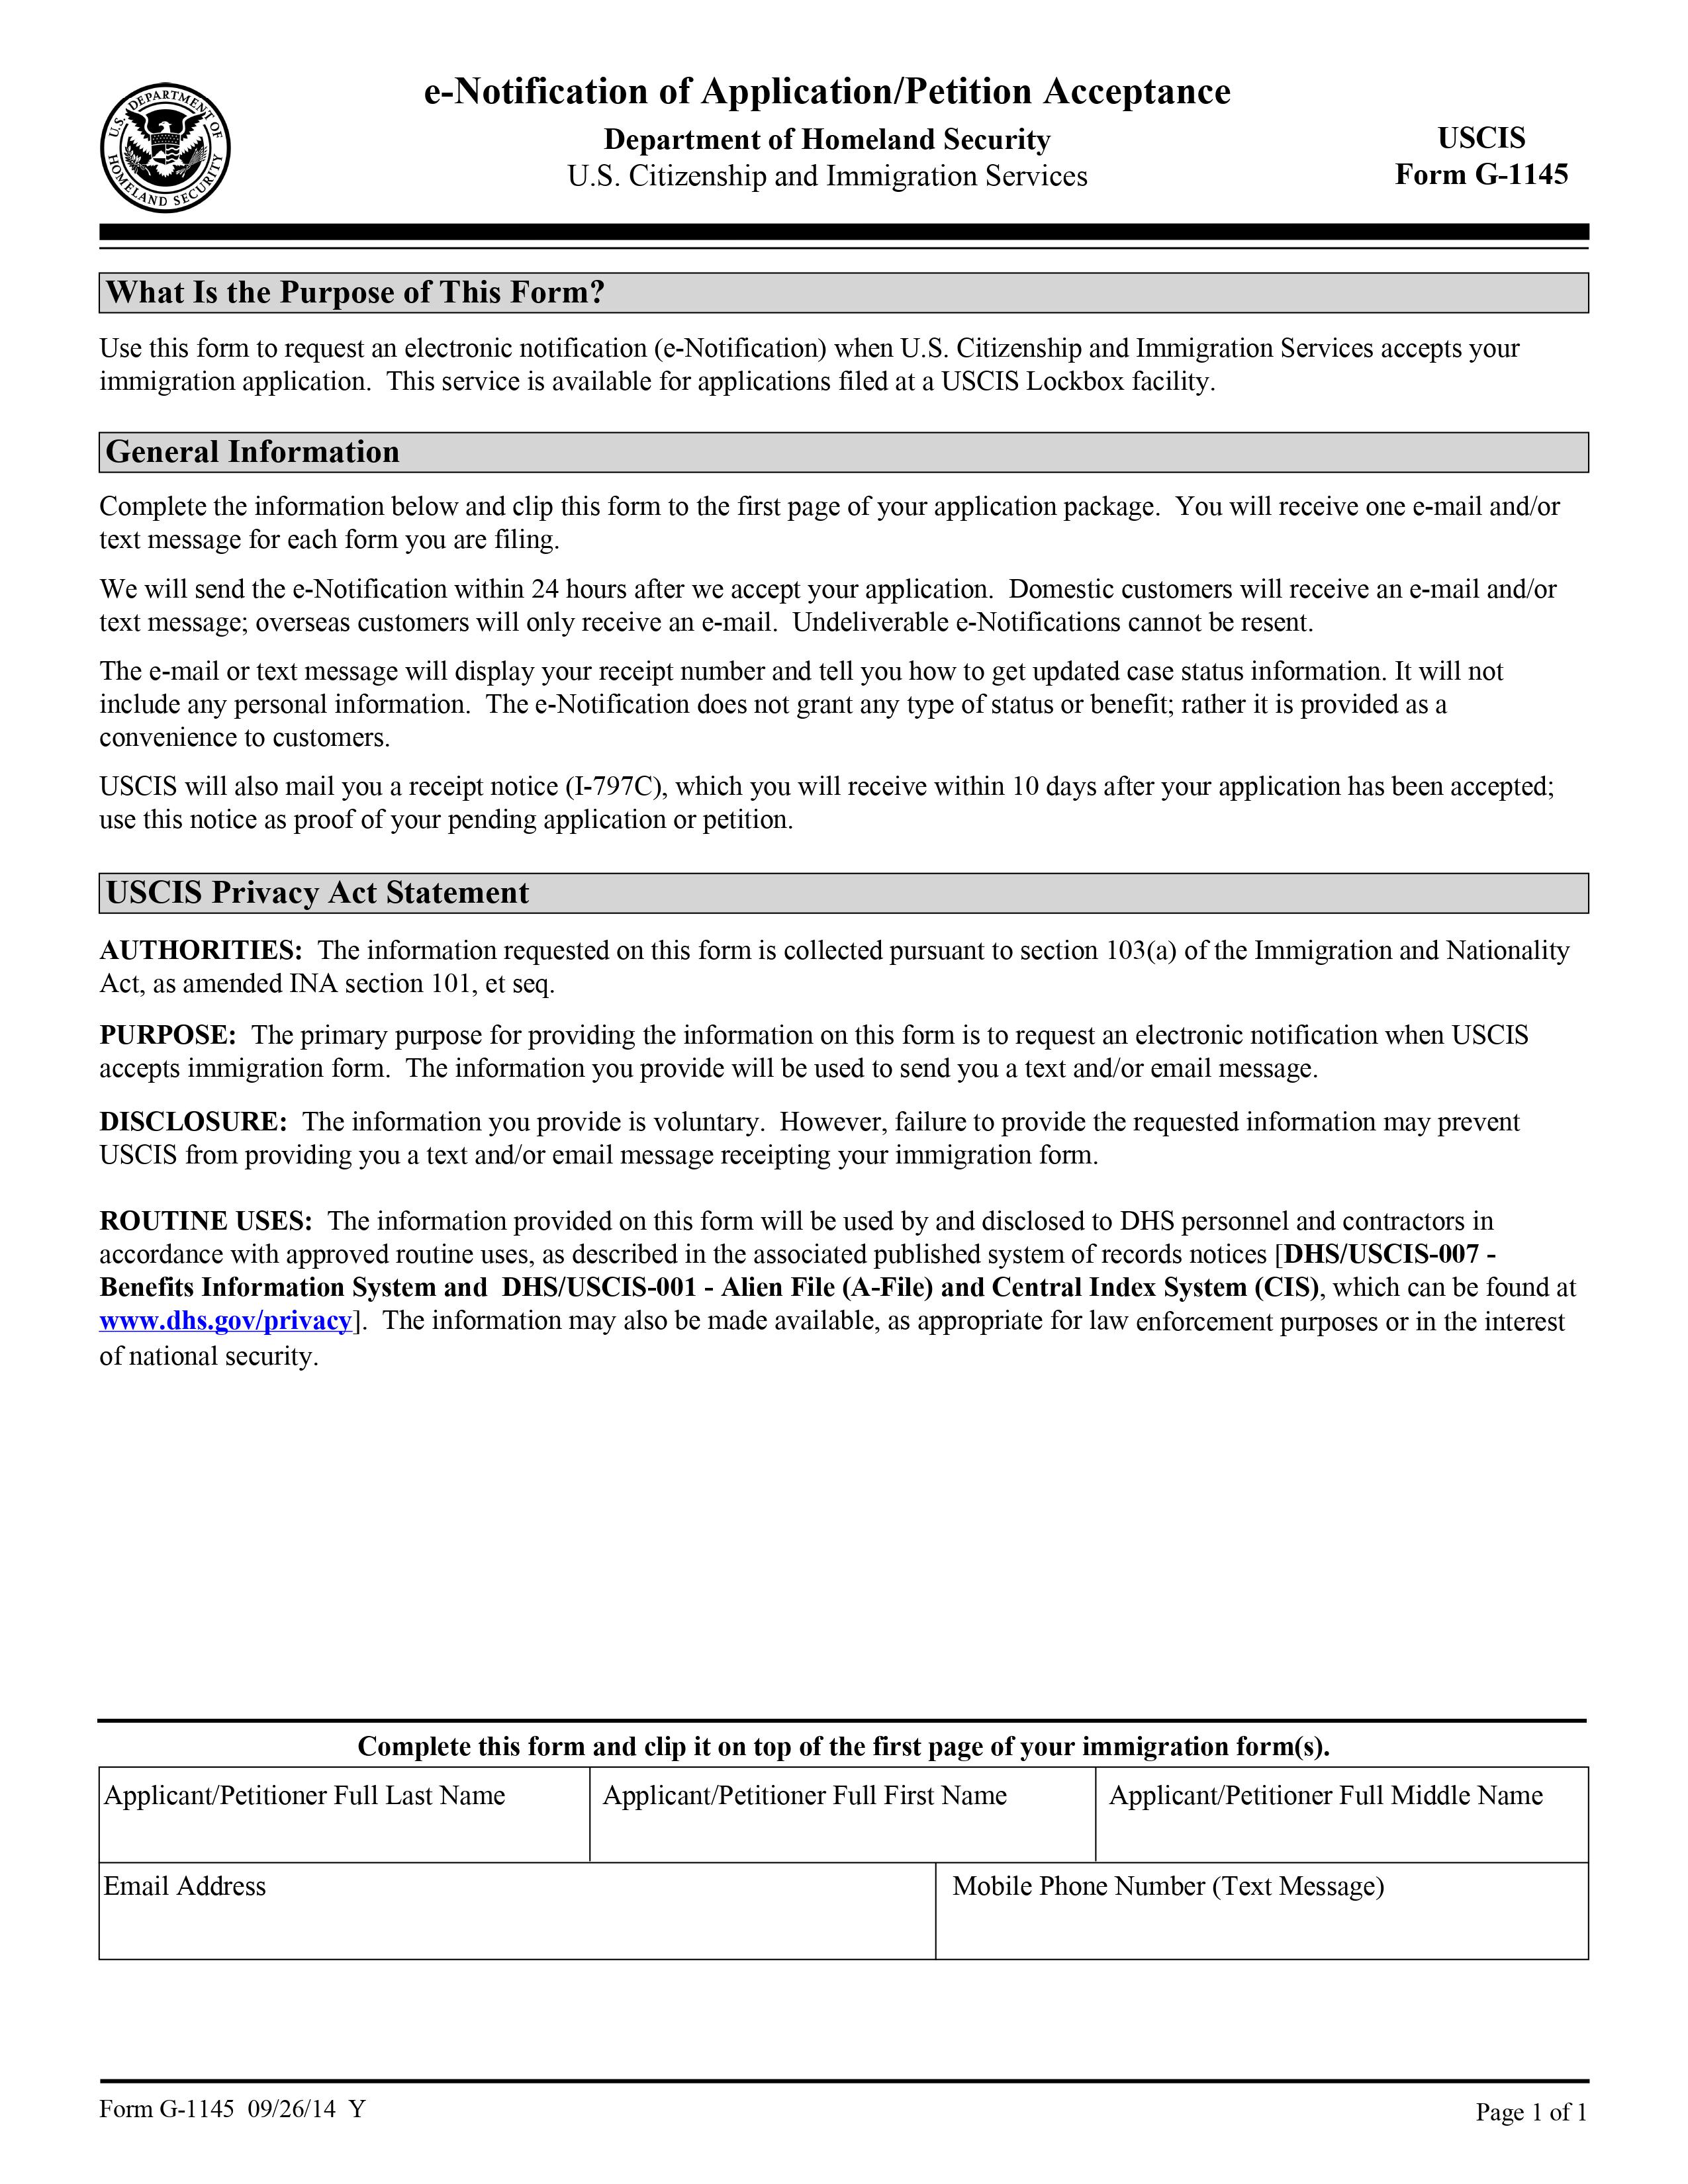 U.S. DEPARTMENT OF HOMELAND SECURITY
e-Notification of Application/Petition Acceptance
Department of Homeland Security
U.S. Citizenship and Immigration Services
USCIS
Form G-1145
What Is the Purpose of This Form?
Use this form to request an electronic notification (e-Notification) when U.S. Citizenship and Immigration Services accepts your
immigration application.  This service is available for applications filed at a USCIS Lockbox facility.
General Information
Complete the information below and clip this form to the first page of your application package.  You will receive one e-mail and/or
text message for each form you are filing.
We will send the e-Notification within 24 hours after we accept your application.  Domestic customers will receive an e-mail and/or
text message; overseas customers will only receive an e-mail.  Undeliverable e-Notifications cannot be resent.
The e-mail or text message will display your receipt number and tell you how to get updated case status information. It will not
include any personal information.  The e-Notification does not grant any type of status or benefit; rather it is provided as a
convenience to customers.
USCIS will also mail you a receipt notice (I-797C), which you will receive within 10 days after your application has been accepted;
use this notice as proof of your pending application or petition.
USCIS Privacy Act Statement
AUTHORITIES:  The information requested on this form is collected pursuant to section 103(a) of the Immigration and Nationality
Act, as amended INA section 101, et seq.
PURPOSE:  The primary purpose for providing the information on this form is to request an electronic notification when USCIS
accepts immigration form.  The information you provide will be used to send you a text and/or email message.
DISCLOSURE:  The information you provide is voluntary.  However, failure to provide the requested information may prevent
USCIS from providing you a text and/or email message receipting your immigration form.
ROUTINE USES:  The information provided on this form will be used by and disclosed to DHS personnel and contractors in
accordance with approved routine uses, as described in the associated published system of records notices [DHS/USCIS-007 -
Benefits Information System and  DHS/USCIS-001 - Alien File (A-File) and Central Index System (CIS), which can be found at
www.dhs.gov/privacy].  The information may also be made available, as appropriate for law enforcement purposes or in the interest
of national security.
Complete this form and clip it on top of the first page of your immigration form(s).
Applicant/Petitioner Full Last Name
Applicant/Petitioner Full First Name
Applicant/Petitioner Full Middle Name
Email Address
Mobile Phone Number (Text Message)
Form G-1145  09/26/14  Y
Page 1 of 1